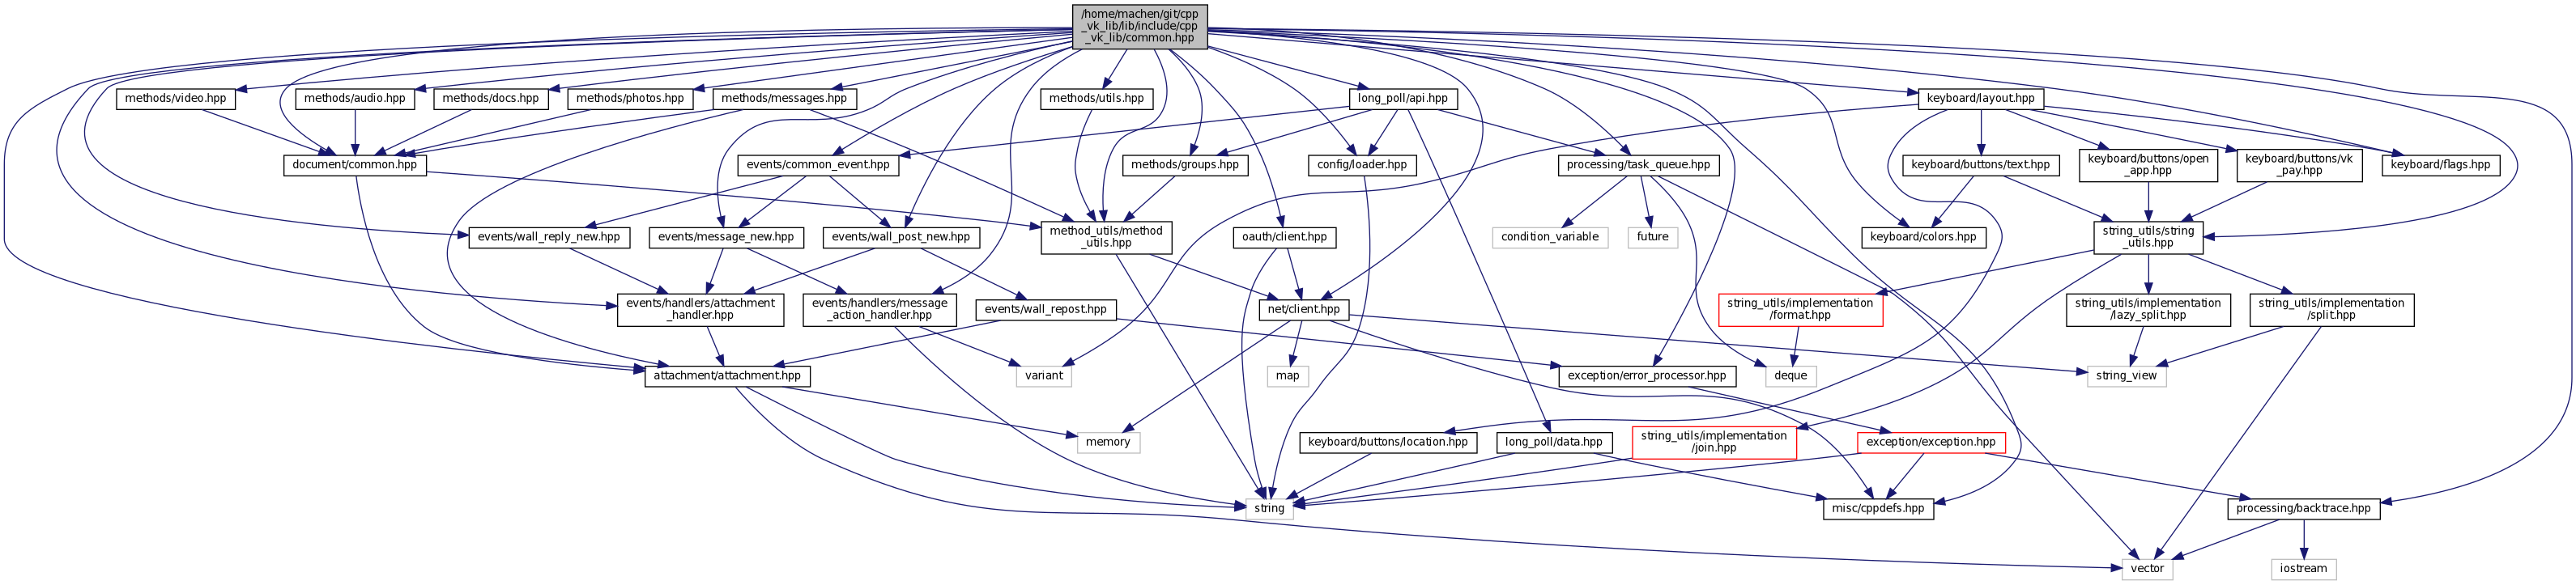 /home/machen/git/cpp
_vk_lib/lib/include/cpp
_vk_lib/common.hpp
methods/video.hpp
methods/audio.hpp
methods/docs.hpp
methods/photos.hpp
methods/messages.hpp
methods/utils.hpp
long_poll/api.hpp
keyboard/layout.hpp
document/common.hpp
events/common_event.hpp
methods/groups.hpp
config/loader.hpp
processing/task_queue.hpp
keyboard/buttons/text.hpp
keyboard/buttons/open
_app.hpp
keyboard/buttons/vk
_pay.hpp
keyboard/flags.hpp
events/wall_reply_new.hpp
events/message_new.hpp
events/wall_post_new.hpp
method_utils/method
_utils.hpp
oauth/client.hpp
condition_variable
future
keyboard/colors.hpp
string_utils/string
_utils.hpp
events/handlers/attachment
_handler.hpp
events/handlers/message
_action_handler.hpp
events/wall_repost.hpp
net/client.hpp
string_utils/implementation
/format.hpp
string_utils/implementation
/lazy_split.hpp
string_utils/implementation
/split.hpp
attachment/attachment.hpp
variant
map
exception/error_processor.hpp
deque
string_view
memory
keyboard/buttons/location.hpp
long_poll/data.hpp
string_utils/implementation
/join.hpp
exception/exception.hpp
string
misc/cppdefs.hpp
processing/backtrace.hpp
vector
iostream